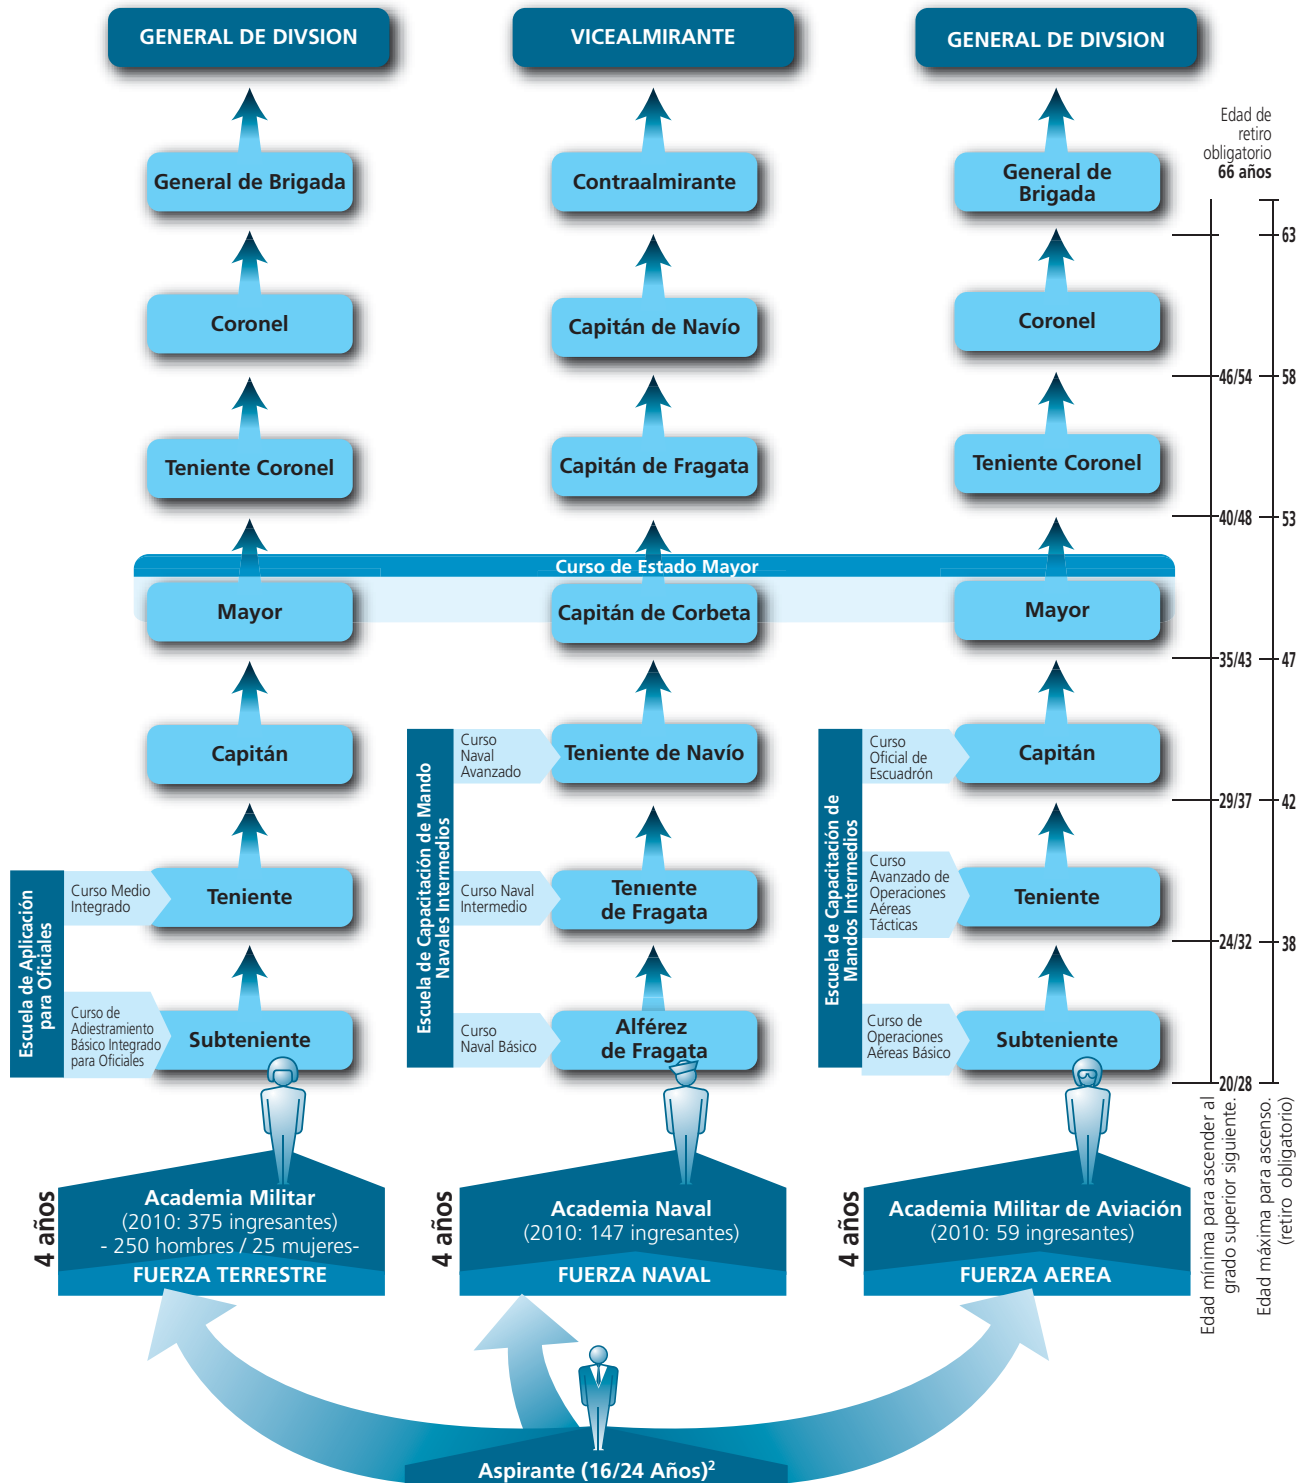 GENERAL DE DIVSION
VICEALMIRANTE
GENERAL DE DIVSION
Edad de
retiro
obligatorio
66 años
General de Brigada
Contraalmirante
General de
Brigada
63
Coronel
Capitán de Navío
Coronel
46/54
58
Teniente Coronel
Capitán de Fragata
Teniente Coronel
40/48
53
Curso de Estado Mayor
Mayor
Capitán de Corbeta
Mayor
35/43
47
Capitán
Escuela de Capacitación de Mando
Navales Intermedios
Curso
Naval
Avanzado
Teniente de Navío
Escuela de Capacitación de
Mandos Intermedios
Curso
Oficial de
Escuadrón
Capitán
29/37
42
Escuela de Aplicación
para Oficiales
Curso Medio
Integrado
Teniente
Curso Naval
Intermedio
Teniente
de Fragata
Curso
Avanzado de
Operaciones
Aéreas
Tácticas
Teniente
24/32
38
Curso de
Adiestramiento
Básico Integrado
para Oficiales
Subteniente
Curso
Naval Básico
Alférez
de Fragata
Curso de
Operaciones
Aéreas Básico
Subteniente
20/28
Edad mínima para ascender al
grado superior siguiente.
Edad máxima para ascenso.
(retiro obligatorio)
4 años
Academia Militar
(2010: 375 ingresantes)
- 250 hombres / 25 mujeres-
FUERZA TERRESTRE
4 años
Academia Naval
(2010: 147 ingresantes)
FUERZA NAVAL
4 años
Academia Militar de Aviación
(2010: 59 ingresantes)
FUERZA AEREA
Aspirante (16/24 Años)²